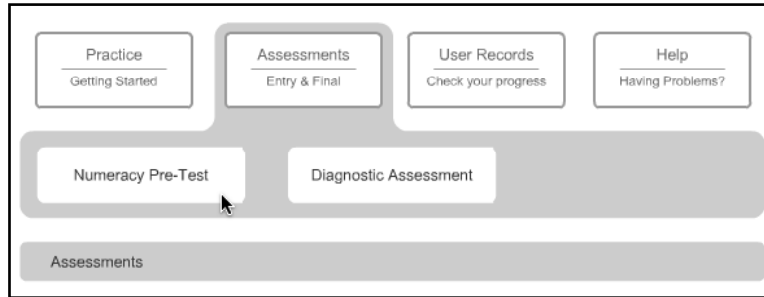 Practice
Getting Started
Assessments
Entry & Final
User Records
Check your progress
Help
Having Problems?
Numeracy Pre-Test
Diagnostic Assessment
Assessments